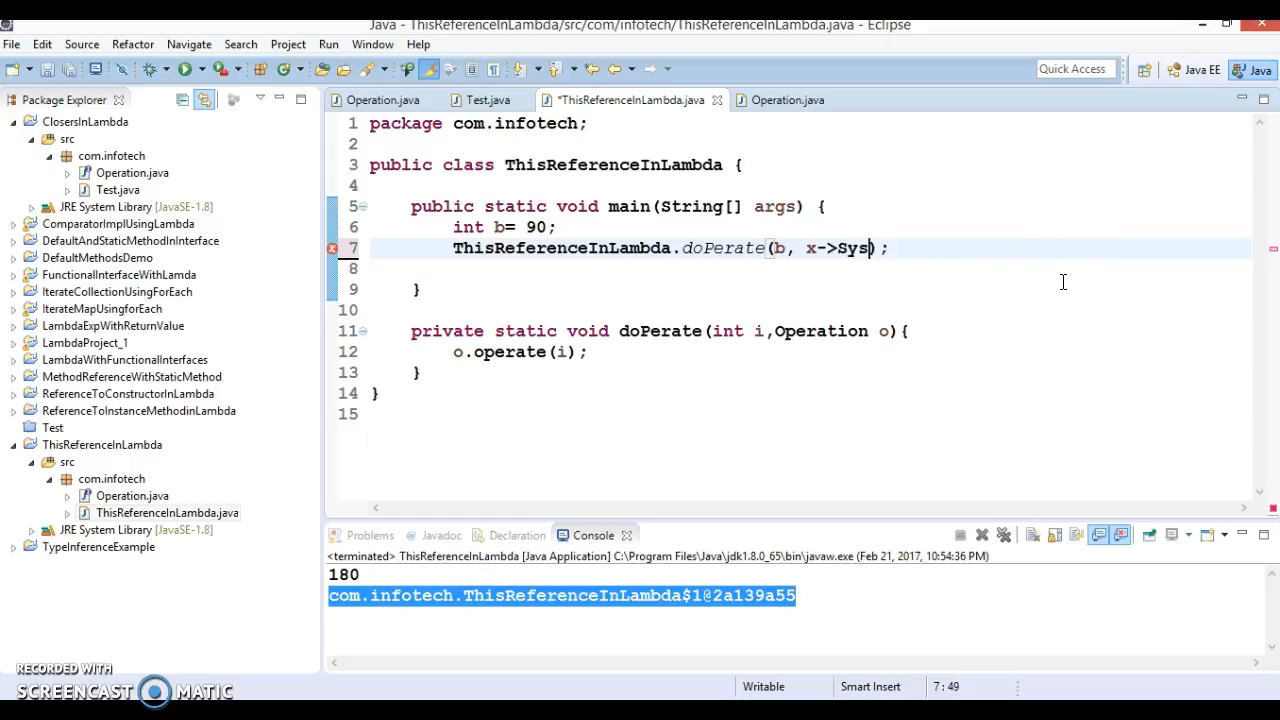 Java - ThisReferenceInLambda/src/com/infotech/ThisReferenceInLambda.java - Eclipse
File Edit Source Refactor Navigate Search Project Run Window Help
Quick Access Java EE Java
Package Explorer
Operation.java Test.java *ThisReferenceInLambda.java Operation.java
ClosersInLambda
src
com.infotech
Operation.java
Test.java
JRE System Library [JavaSE-1.8]
ComparatorImplUsingLambda
DefaultAndStaticMethodInInterface
DefaultMethodsDemo
FunctionalInterfaceWithLamda
IterateCollectionUsingForEach
IterateMapUsingforEach
LambdaExpWithReturnValue
LambdaProject_1
LambdaWithFunctionalInterfaces
MethodReferenceWithStaticMethod
ReferenceToConstructorInLambda
ReferenceToInstanceMethodinLambda
Test
ThisReferenceInLambda
src
com.infotech
Operation.java
ThisReferenceInLambda.java
JRE System Library [JavaSE-1.8]
TypeInferenceExample
1 package com.infotech;
2
3 public class ThisReferenceInLambda {
4
5 public static void main(String[] args) {
6 int b= 90;
7 ThisReferenceInLambda.doPerate(b, x->Sys);
8
9 }
10
11 private static void doPerate(int i,Operation o){
12 o.operate(i);
13 }
14 }
15
Problems Javadoc Declaration Console
<terminated> ThisReferenceInLambda [Java Application] C:\Program Files\Java\jdk1.8.0_65\bin\javaw.exe (Feb 21, 2017, 10:54:36 PM)
180
com.infotech.ThisReferenceInLambda$1@2a139a55
RECORDED WITH
SCREENCAST MATIC
Writable Smart Insert 7 : 49